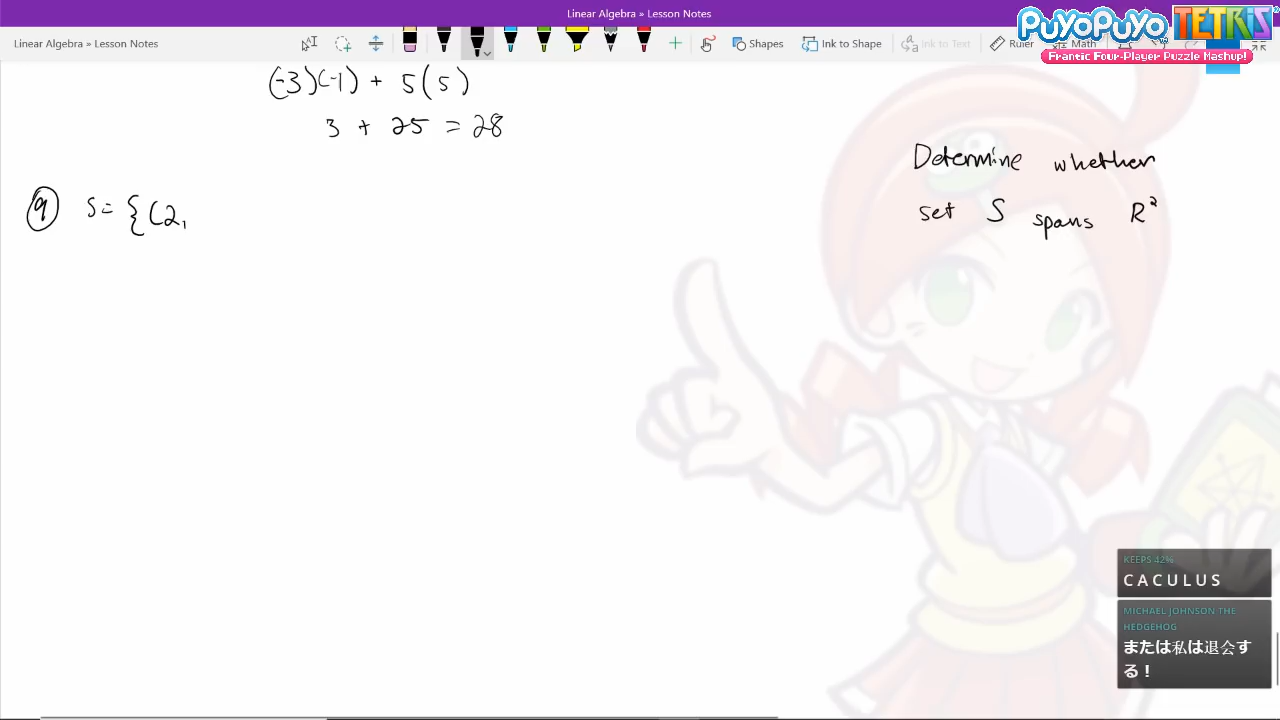 Linear Algebra » Lesson Notes
Linear Algebra » Lesson Notes
Shapes
Ink to Shape
Ink to Text
Ruler
Math
PUYOPUYO TETRIS
Frantic Four-Player Puzzle Mashup!
(-3)(-1) + 5(5)
3 + 25 = 28
Determine whether
set S spans R²
9 S = {(2,
KEEPS 42%
C A C U L U S
MICHAEL JOHNSON THE
HEDGEHOG
または私は退会す
る！